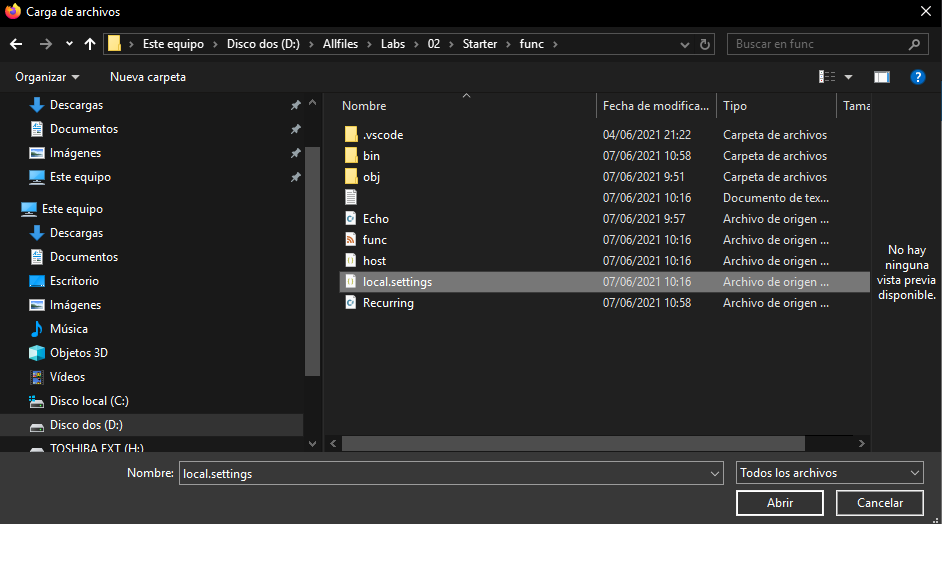 Carga de archivos
Este equipo > Disco dos (D:) > Allfiles > Labs > 02 > Starter > func >
Buscar en func
Organizar
Nueva carpeta
Descargas
Documentos
Imágenes
Este equipo
Este equipo
Descargas
Documentos
Escritorio
Imágenes
Música
Objetos 3D
Vídeos
Disco local (C:)
Disco dos (D:)
TOSHIBA EXT (H:)
Nombre Fecha de modifica... Tipo Tama
.vscode 04/06/2021 21:22 Carpeta de archivos
bin 07/06/2021 10:58 Carpeta de archivos
obj 07/06/2021 9:51 Carpeta de archivos
07/06/2021 10:16 Documento de tex...
Echo 07/06/2021 9:57 Archivo de origen ...
func 07/06/2021 10:16 Archivo de origen ...
host 07/06/2021 10:16 Archivo de origen ...
local.settings 07/06/2021 10:16 Archivo de origen ...
Recurring 07/06/2021 10:58 Archivo de origen ...
No hay
ninguna
vista previa
disponible.
Nombre: local.settings
Todos los archivos
Abrir
Cancelar